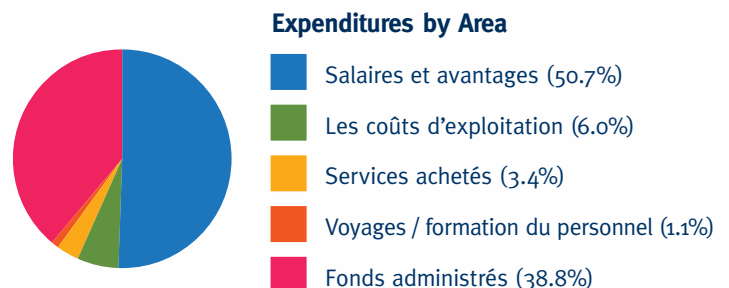 Expenditures by Area
Salaires et avantages (50.7%)
Les coûts d'exploitation (6.0%)
Services achetés (3.4%)
Voyages / formation du personnel (1.1%)
Fonds administrés (38.8%)